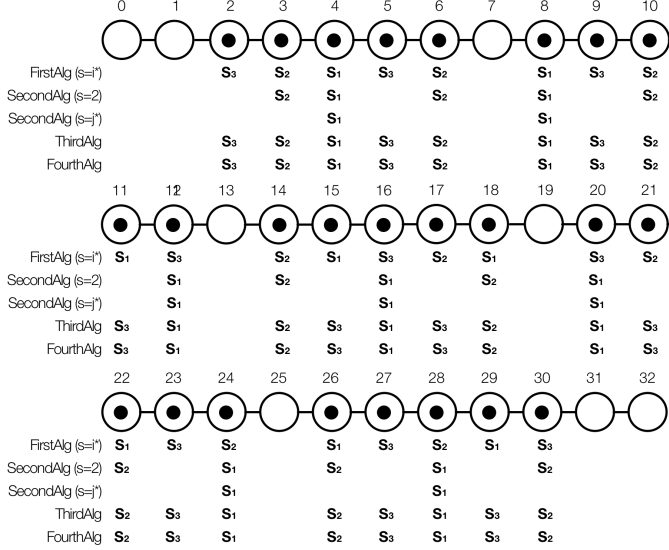 0 1 2 3 4 5 6 7 8 9 10
FirstAlg (s=i*) S3 S2 S1 S3 S2 S1 S3 S2
SecondAlg (s=2) S2 S1 S2 S1 S2
SecondAlg (s=j*) S1 S1
ThirdAlg S3 S2 S1 S3 S2 S1 S3 S2
FourthAlg S3 S2 S1 S3 S2 S1 S3 S2
11 112 13 14 15 16 17 18 19 20 21
FirstAlg (s=i*) S1 S3 S2 S1 S3 S2 S1 S3 S2
SecondAlg (s=2) S1 S2 S1 S2 S1
SecondAlg (s=j*) S1 S1 S1
ThirdAlg S3 S1 S2 S3 S1 S3 S2 S1 S3
FourthAlg S3 S1 S2 S3 S1 S3 S2 S1 S3
22 23 24 25 26 27 28 29 30 31 32
FirstAlg (s=i*) S1 S3 S2 S1 S3 S2 S1 S3
SecondAlg (s=2) S2 S1 S2 S1 S2
SecondAlg (s=j*) S1 S1
ThirdAlg S2 S3 S1 S2 S3 S1 S3 S2
FourthAlg S2 S3 S1 S2 S3 S1 S3 S2